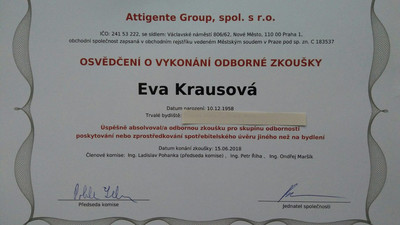 Attigente Group, spol. s r.o.
IČO: 241 53 222, se sídlem: Václavské náměstí 806/62, Nové Město, 110 00 Praha 1,
obchodní společnost zapsaná v obchodním rejstříku vedeném Městským soudem v Praze pod sp. zn. C 183537
OSVĚDČENÍ O VYKONÁNÍ ODBORNÉ ZKOUŠKY
Eva Krausová
Datum narození: 10.12.1958
Trvalé bydliště:
Úspěšně absolvoval/a odbornou zkoušku pro skupinu odbornosti
poskytování nebo zprostředkování spotřebitelského úvěru jiného než na bydlení
Datum konání zkoušky: 15.06.2018
Členové komise: Ing. Ladislav Pohanka (předseda komise), Ing. Petr Říha, Ing. Ondřej Maršík
Předseda komise
Jednatel společnosti